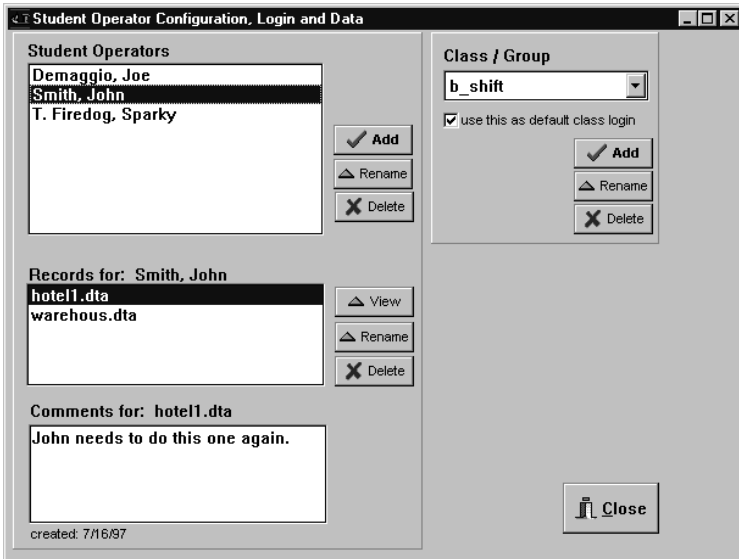 Student Operator Configuration, Login and Data
Student Operators
Demaggio, Joe
Smith, John
T. Firedog, Sparky
Add
Rename
Delete
Records for: Smith, John
hotel1.dta
warehous.dta
View
Rename
Delete
Comments for: hotel1.dta
John needs to do this one again.
created: 7/16/97
Class / Group
b_shift
use this as default class login
Add
Rename
Delete
Close